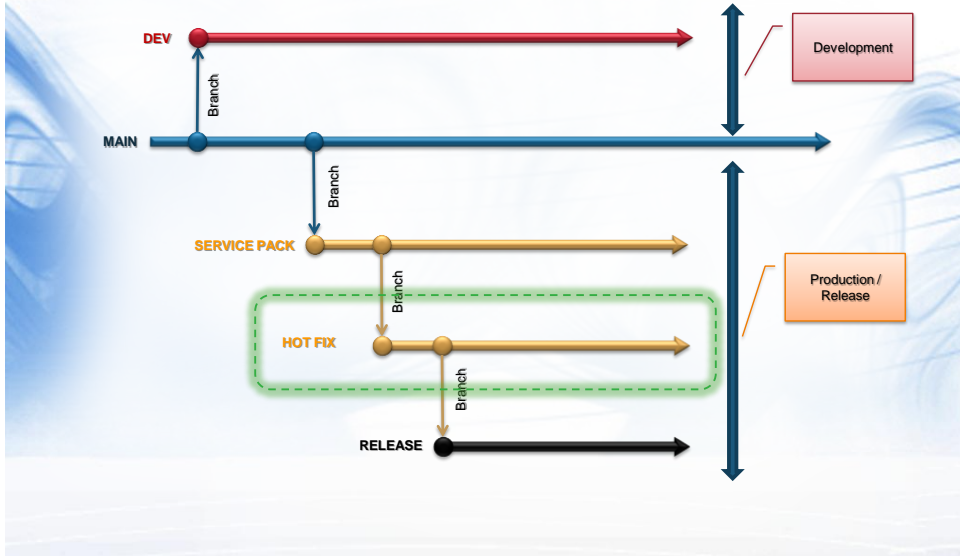 DEV
Development
Branch
MAIN
Branch
SERVICE PACK
Production /
Release
Branch
HOT FIX
Branch
RELEASE